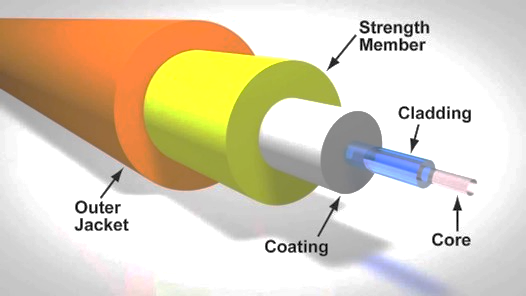 Strength
Member
Cladding
Outer
Jacket
Coating
Core